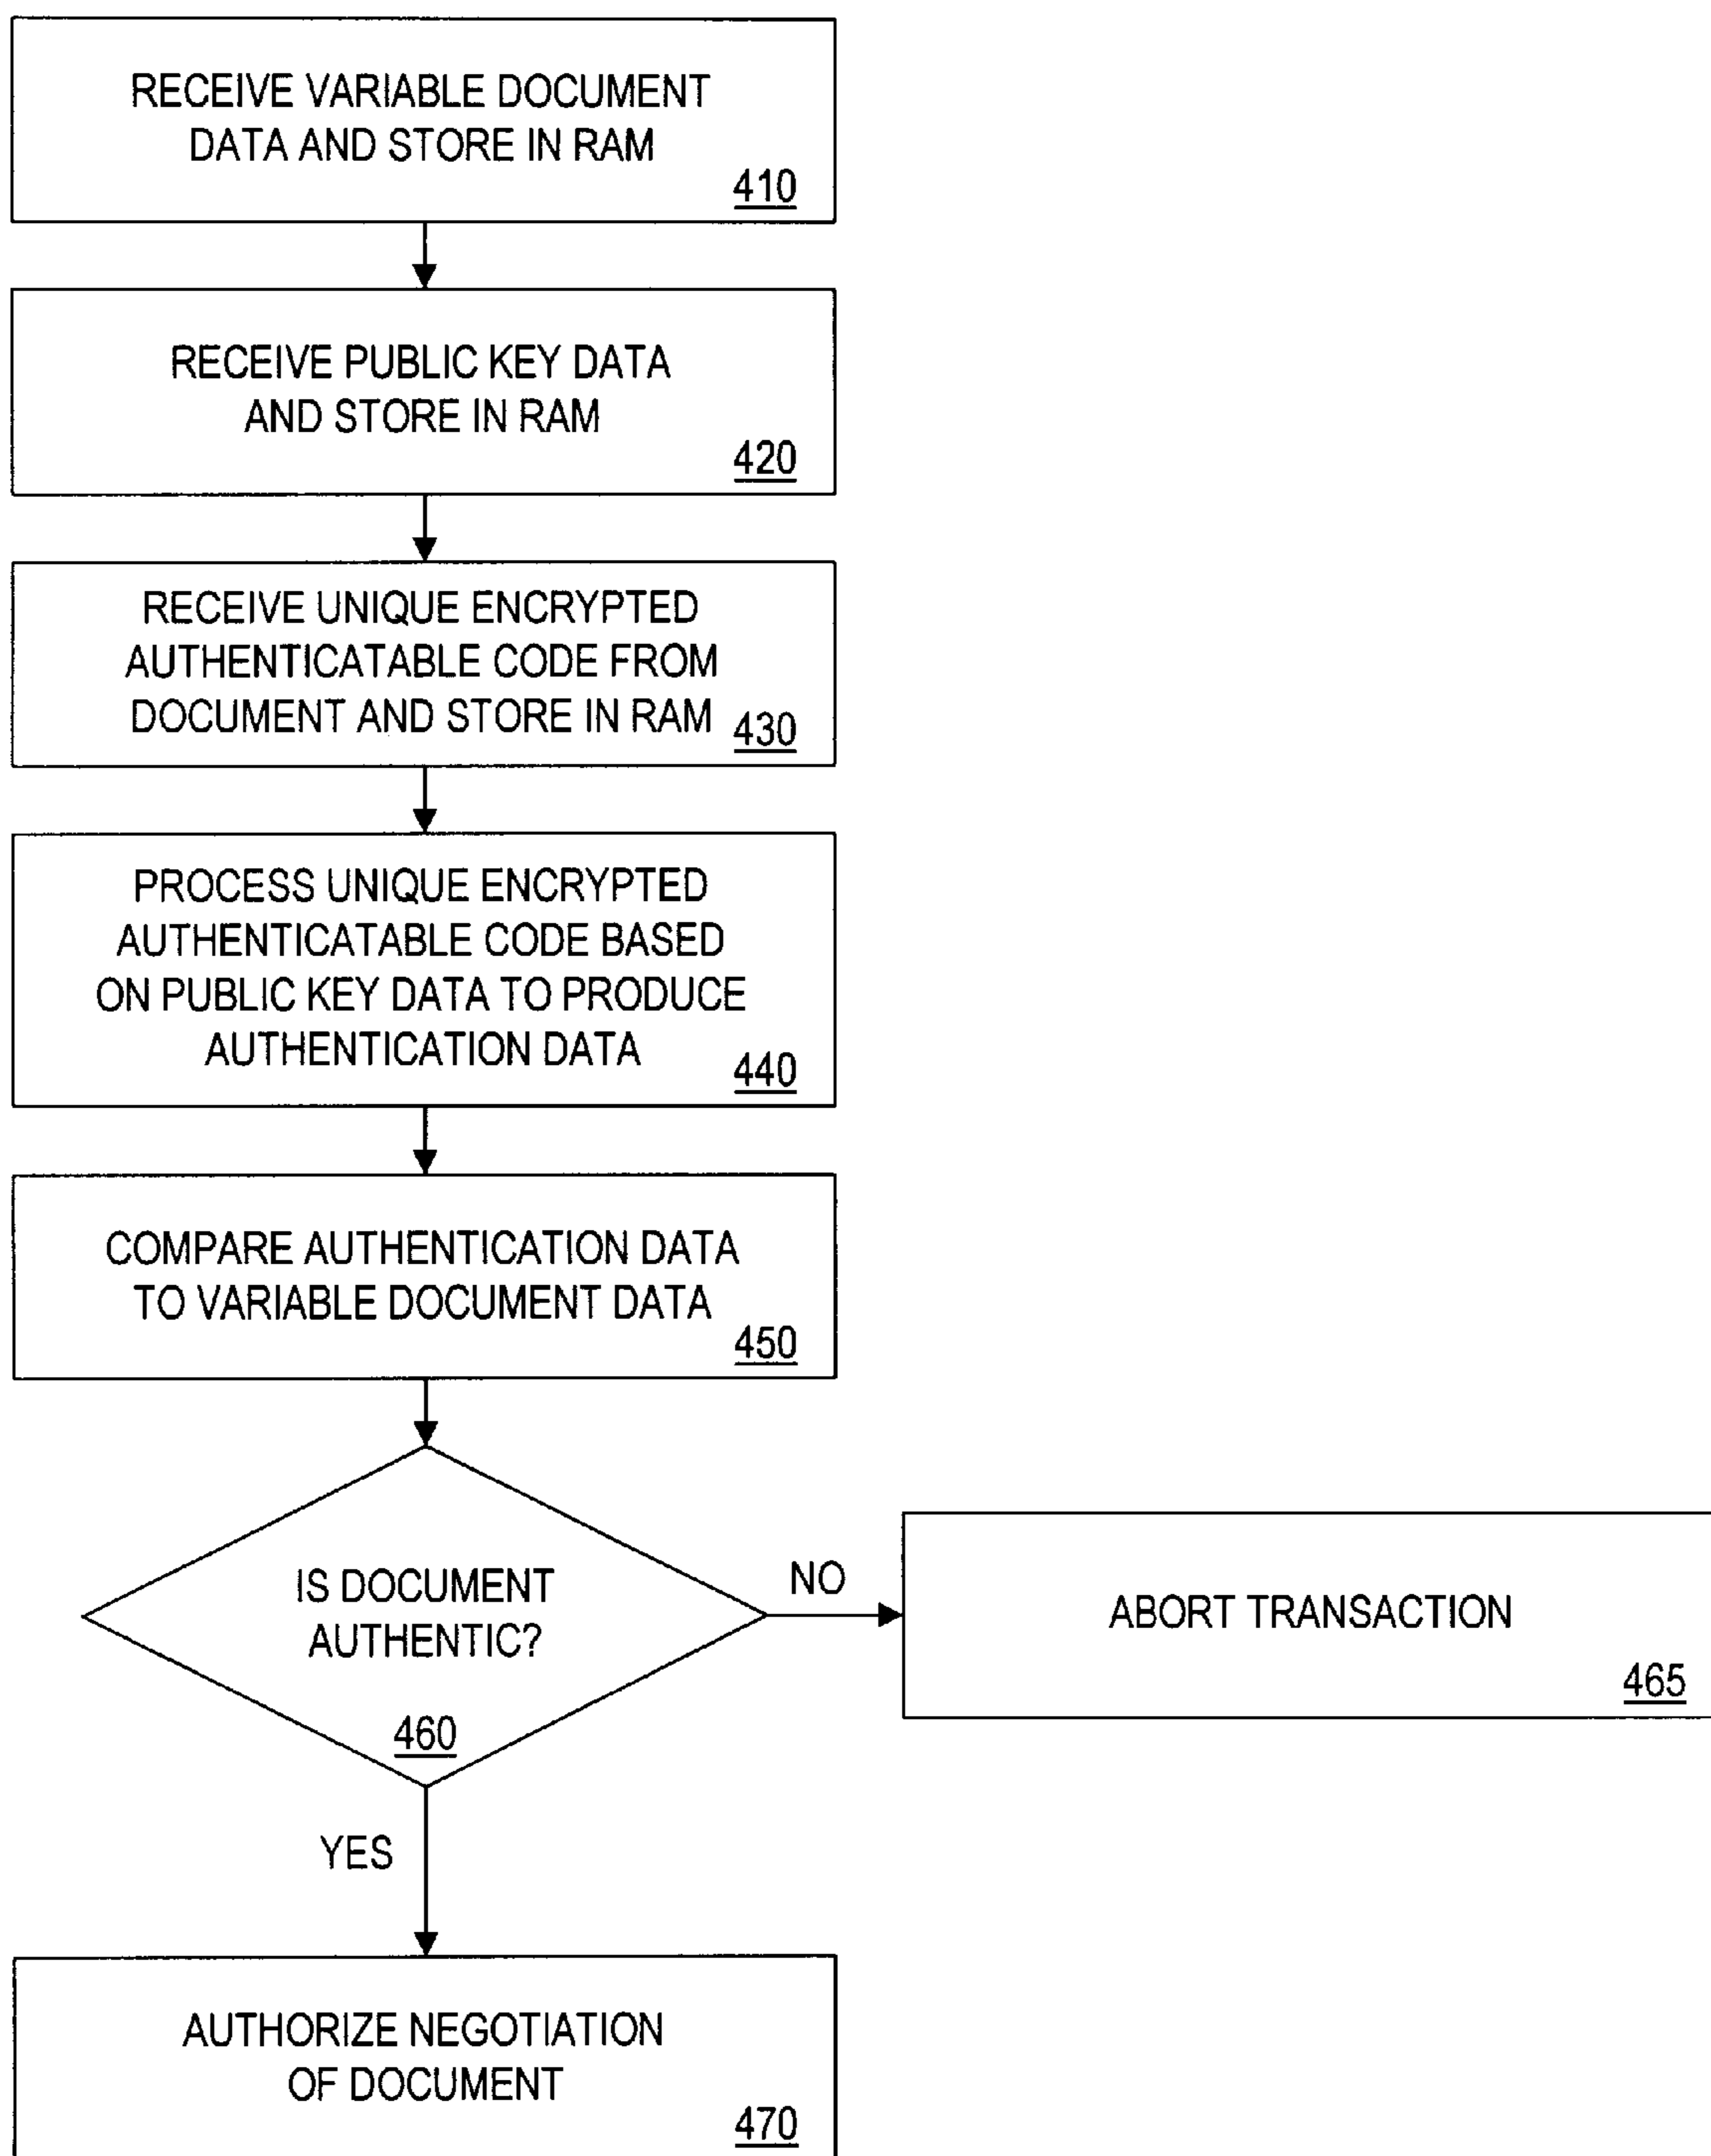 RECEIVE VARIABLE DOCUMENT
DATA AND STORE IN RAM
410
RECEIVE PUBLIC KEY DATA
AND STORE IN RAM
420
RECEIVE UNIQUE ENCRYPTED
AUTHENTICATABLE CODE FROM
DOCUMENT AND STORE IN RAM
430
PROCESS UNIQUE ENCRYPTED
AUTHENTICATABLE CODE BASED
ON PUBLIC KEY DATA TO PRODUCE
AUTHENTICATION DATA
440
COMPARE AUTHENTICATION DATA
TO VARIABLE DOCUMENT DATA
450
IS DOCUMENT
AUTHENTIC?
460
NO
ABORT TRANSACTION
465
YES
AUTHORIZE NEGOTIATION
OF DOCUMENT
470